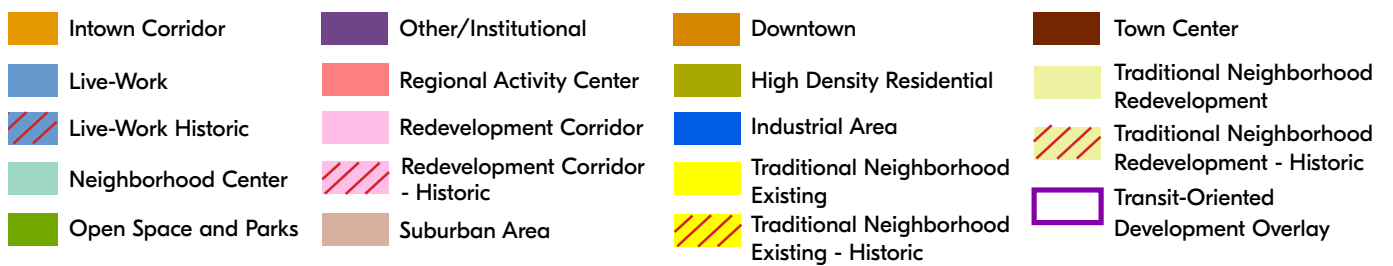 Intown Corridor
Live-Work
Live-Work Historic
Neighborhood Center
Open Space and Parks
Other/Institutional
Regional Activity Center
Redevelopment Corridor
Redevelopment Corridor
- Historic
Suburban Area
Downtown
High Density Residential
Industrial Area
Traditional Neighborhood
Existing
Traditional Neighborhood
Existing - Historic
Town Center
Traditional Neighborhood
Redevelopment
Traditional Neighborhood
Redevelopment - Historic
Transit-Oriented
Development Overlay